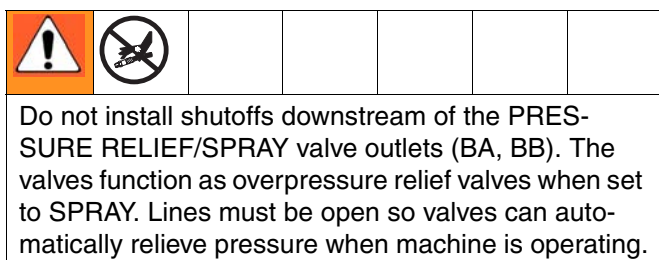 Do not install shutoffs downstream of the PRES-
SURE RELIEF/SPRAY valve outlets (BA, BB). The
valves function as overpressure relief valves when set
to SPRAY. Lines must be open so valves can auto-
matically relieve pressure when machine is operating.